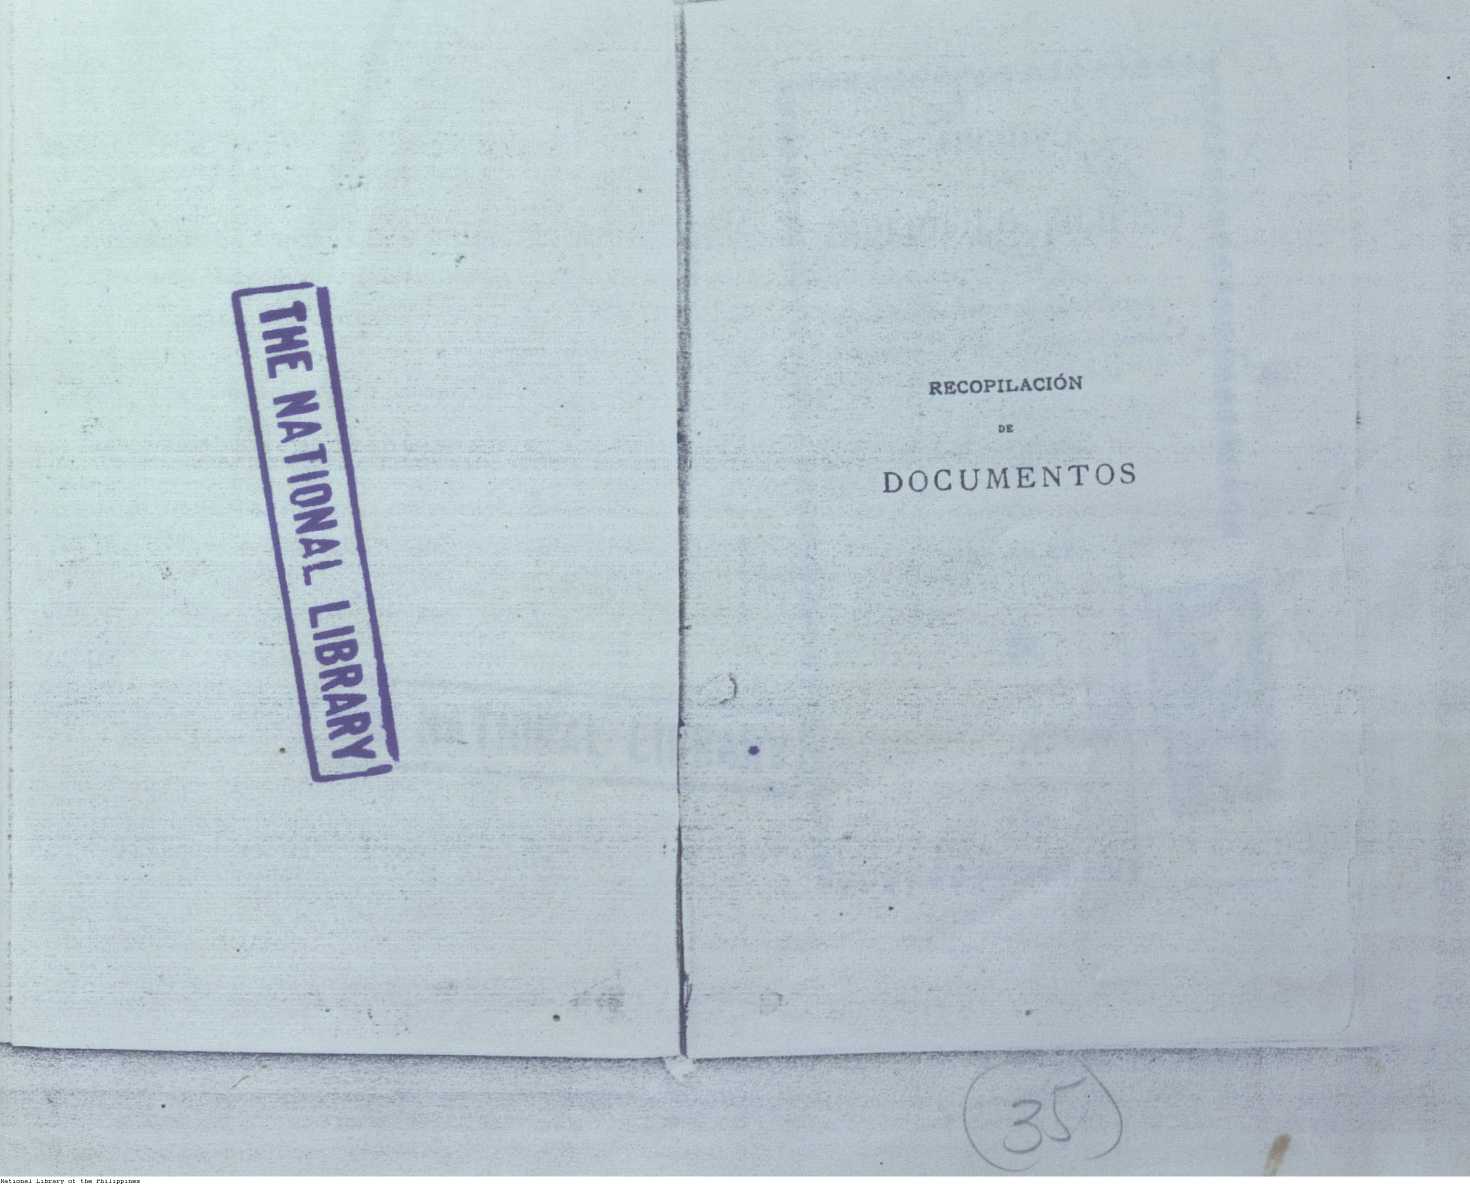 THE NATIONAL LIBRARY
RECOPILACIÓN
DE
DOCUMENTOS
35
National Library of the Philippines